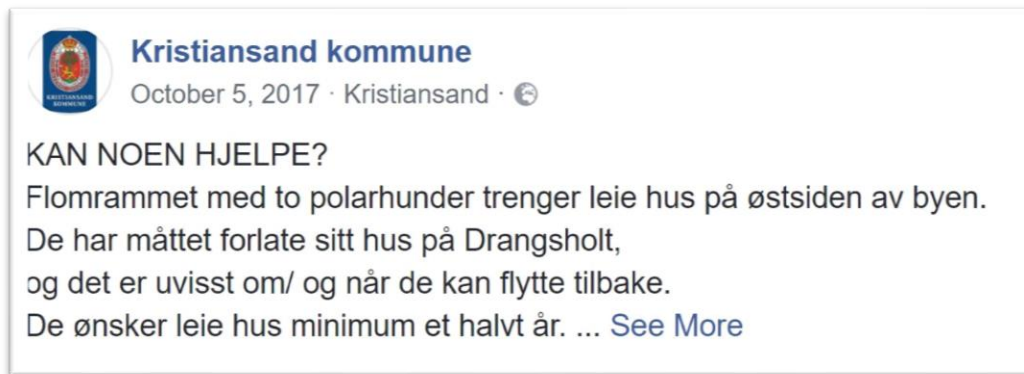 Kristiansand kommune
October 5, 2017 · Kristiansand ·
KRISTIANSAND
KOMMUNE
KAN NOEN HJELPE?
Flomrammet med to polarhunder trenger leie hus på østsiden av byen.
De har måttet forlate sitt hus på Drangsholt,
og det er uvisst om/ og når de kan flytte tilbake.
De ønsker leie hus minimum et halvt år. ... See More